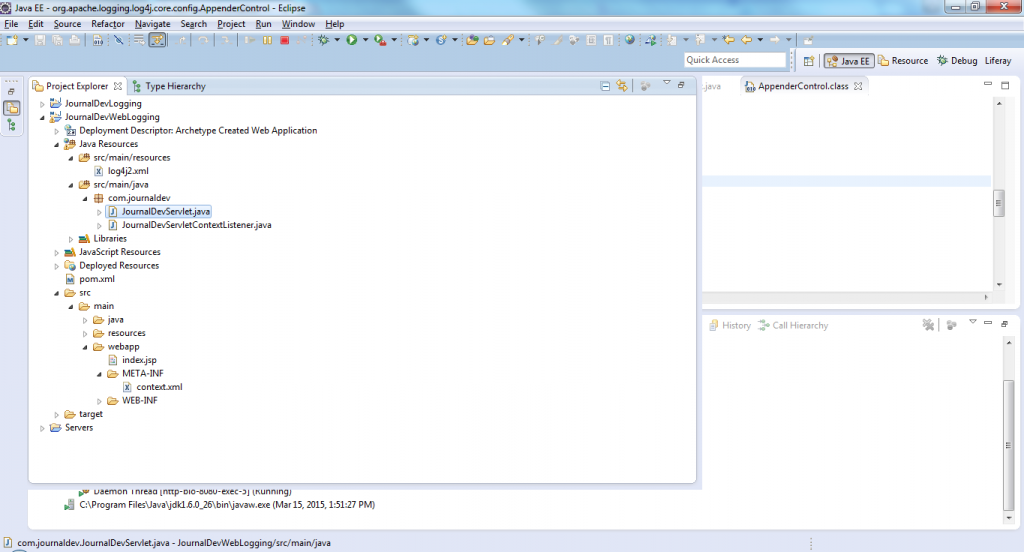 Java EE - org.apache.logging.log4j.core.config.AppenderControl - Eclipse
File Edit Source Refactor Navigate Search Project Run Window Help
Quick Access
Java EE Resource Debug Liferay
Project Explorer Type Hierarchy
.java AppenderControl.class
JournalDevLogging
JournalDevWebLogging
Deployment Descriptor: Archetype Created Web Application
Java Resources
src/main/resources
log4j2.xml
src/main/java
com.journaldev
JournalDevServlet.java
JournalDevServletContextListener.java
Libraries
JavaScript Resources
Deployed Resources
pom.xml
src
main
java
resources
webapp
index.jsp
META-INF
context.xml
WEB-INF
target
Servers
History Call Hierarchy
Daemon Thread [http-bio-8080-exec-5] (Running)
C:\Program Files\Java\jdk1.6.0_26\bin\javaw.exe (Mar 15, 2015, 1:51:27 PM)
com.journaldev.JournalDevServlet.java - JournalDevWebLogging/src/main/java